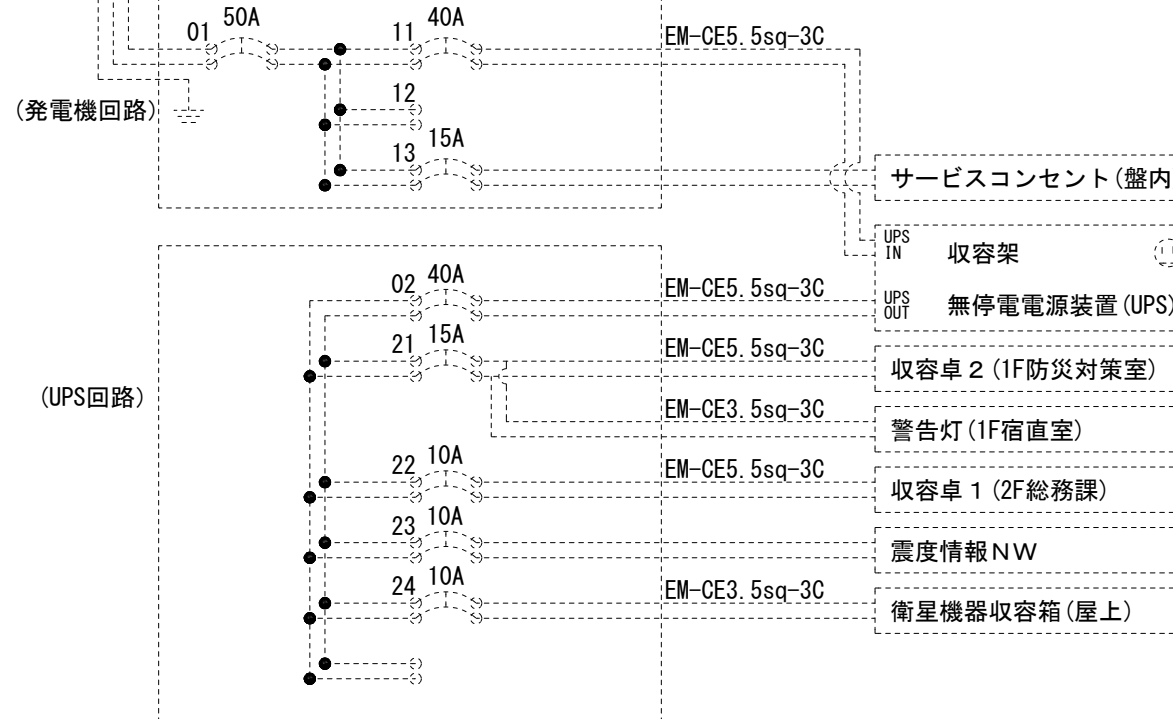 01 50A
11 40A
EM-CE5.5sq-3C
(発電機回路)
12
13 15A
サービスコンセント(盤内
UPS IN 収容架
02 40A
EM-CE5.5sq-3C
UPS OUT 無停電電源装置(UPS)
21 15A
EM-CE5.5sq-3C
収容卓2(1F防災対策室)
(UPS回路)
EM-CE3.5sq-3C
警告灯(1F宿直室)
22 10A
EM-CE5.5sq-3C
収容卓1(2F総務課)
23 10A
震度情報NW
24 10A
EM-CE3.5sq-3C
衛星機器収容箱(屋上)